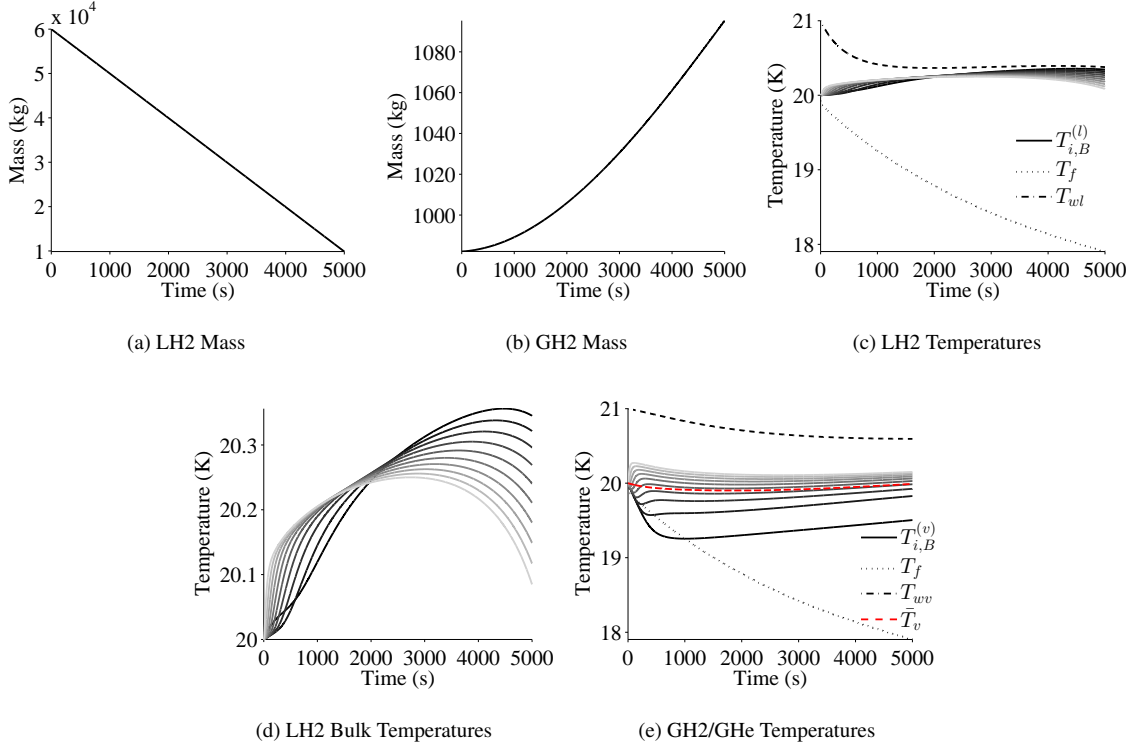 x 10^4
6
5
4
3
2
1
Mass (kg)
0 1000 2000 3000 4000 5000
Time (s)
(a) LH2 Mass
1080
1060
1040
1020
1000
Mass (kg)
0 1000 2000 3000 4000 5000
Time (s)
(b) GH2 Mass
21
20
19
18
Temperature (K)
T_{i,B}^{(l)}
T_f
T_{wl}
0 1000 2000 3000 4000 5000
Time (s)
(c) LH2 Temperatures
20.3
20.2
20.1
20
Temperature (K)
0 1000 2000 3000 4000 5000
Time (s)
(d) LH2 Bulk Temperatures
21
20
19
18
Temperature (K)
T_{i,B}^{(v)}
T_f
T_{wv}
T̄_v
0 1000 2000 3000 4000 5000
Time (s)
(e) GH2/GHe Temperatures